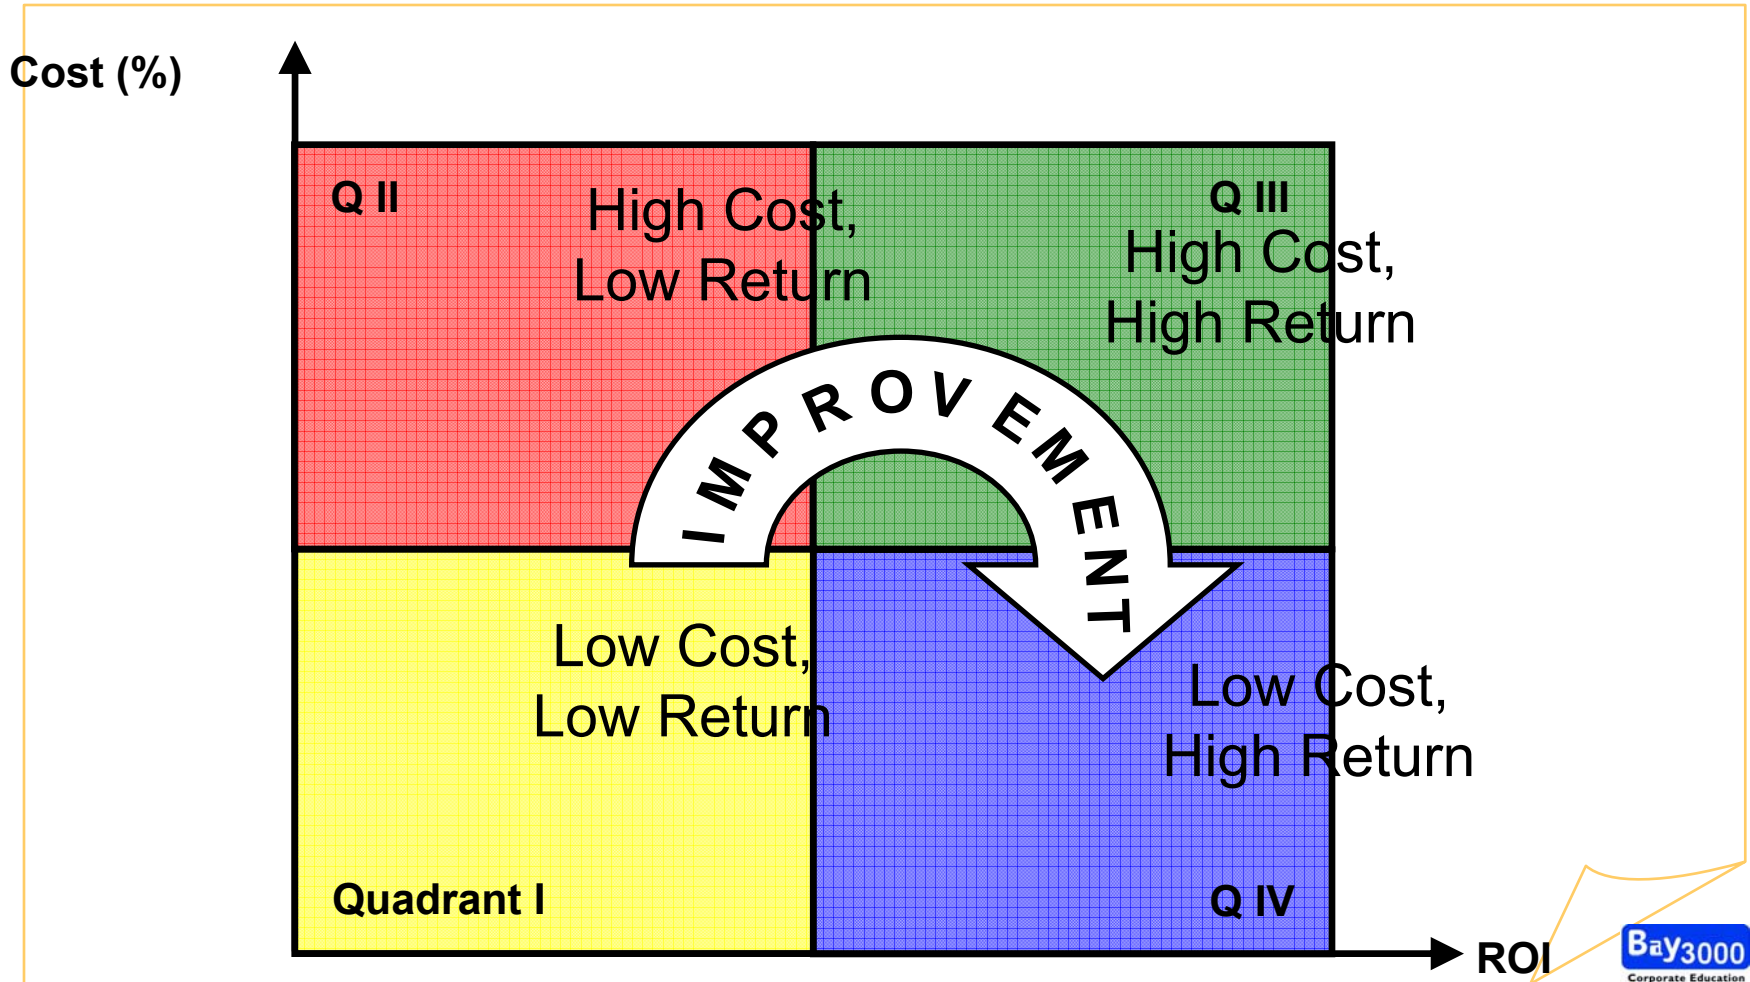 Cost (%)
Q II
High Cost,
Low Return
Q III
High Cost,
High Return
IMPROVEMENT
Low Cost,
Low Return
Quadrant I
Low Cost,
High Return
Q IV
ROI
Bay3000
Corporate Education